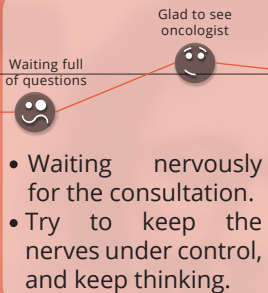 Glad to see
oncologist
Waiting full
of questions
• Waiting nervously
for the consultation.
• Try to keep the
nerves under control,
and keep thinking.